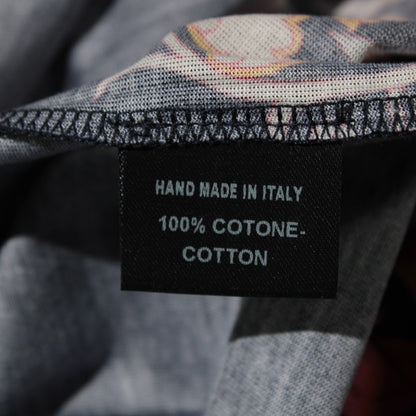 HAND MADE IN ITALY
100% COTONE-
COTTON